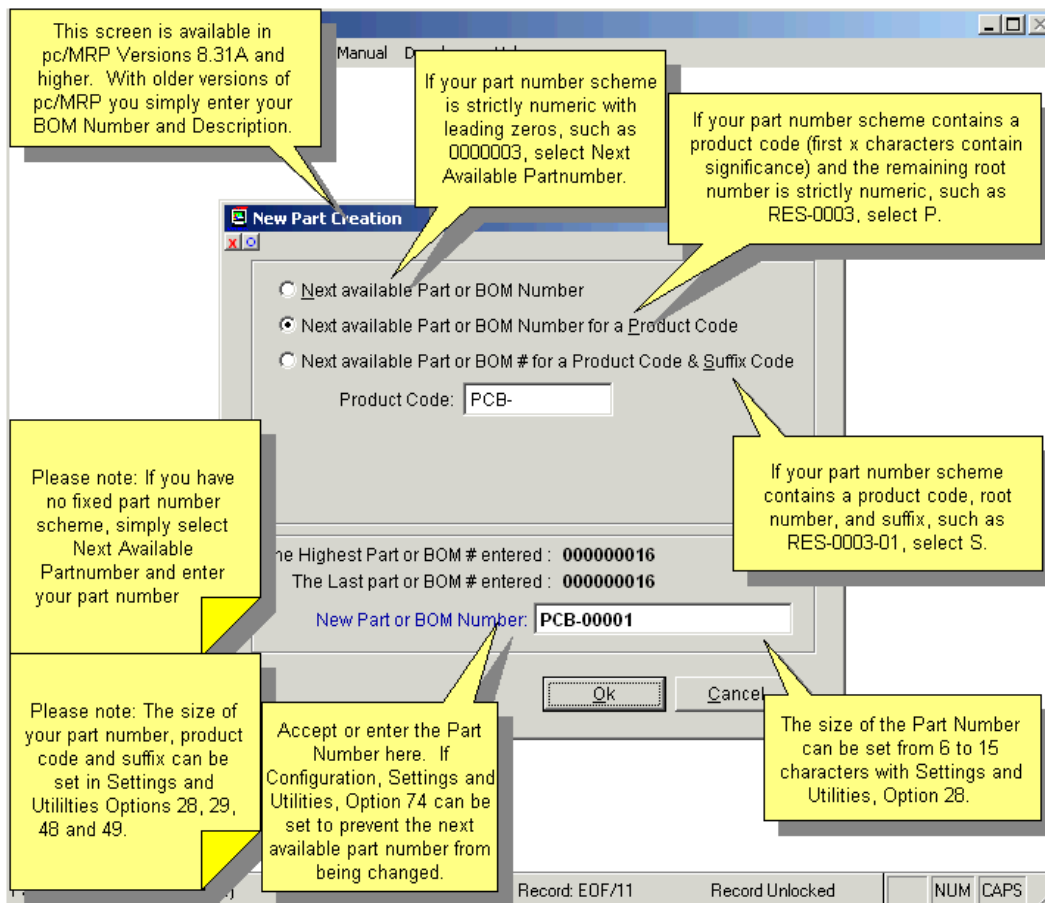 This screen is available in
pc/MRP Versions 8.31A and
higher. With older versions of
pc/MRP you simply enter your
BOM Number and Description.
Manual
If your part number scheme
is strictly numeric with
leading zeros, such as
0000003, select Next
Available Partnumber.
If your part number scheme contains a
product code (first x characters contain
significance) and the remaining root
number is strictly numeric, such as
RES-0003, select P.
New Part Creation
Next available Part or BOM Number
Next available Part or BOM Number for a Product Code
Next available Part or BOM # for a Product Code & Suffix Code
Product Code: PCB-
Please note: If you have
no fixed part number
scheme, simply select
Next Available
Partnumber and enter
your part number
If your part number scheme
contains a product code, root
number, and suffix, such as
RES-0003-01, select S.
Highest Part or BOM # entered : 000000016
The Last part or BOM # entered : 000000016
New Part or BOM Number: PCB-00001
Ok
Cancel
Please note: The size of
your part number, product
code and suffix can be
set in Settings and
Utililties Options 28, 29,
48 and 49.
Accept or enter the Part
Number here. If
Configuration, Settings and
Utilities, Option 74 can be
set to prevent the next
available part number from
being changed.
The size of the Part Number
can be set from 6 to 15
characters with Settings and
Utilities, Option 28.
Record: EOF/11
Record Unlocked
NUM
CAPS